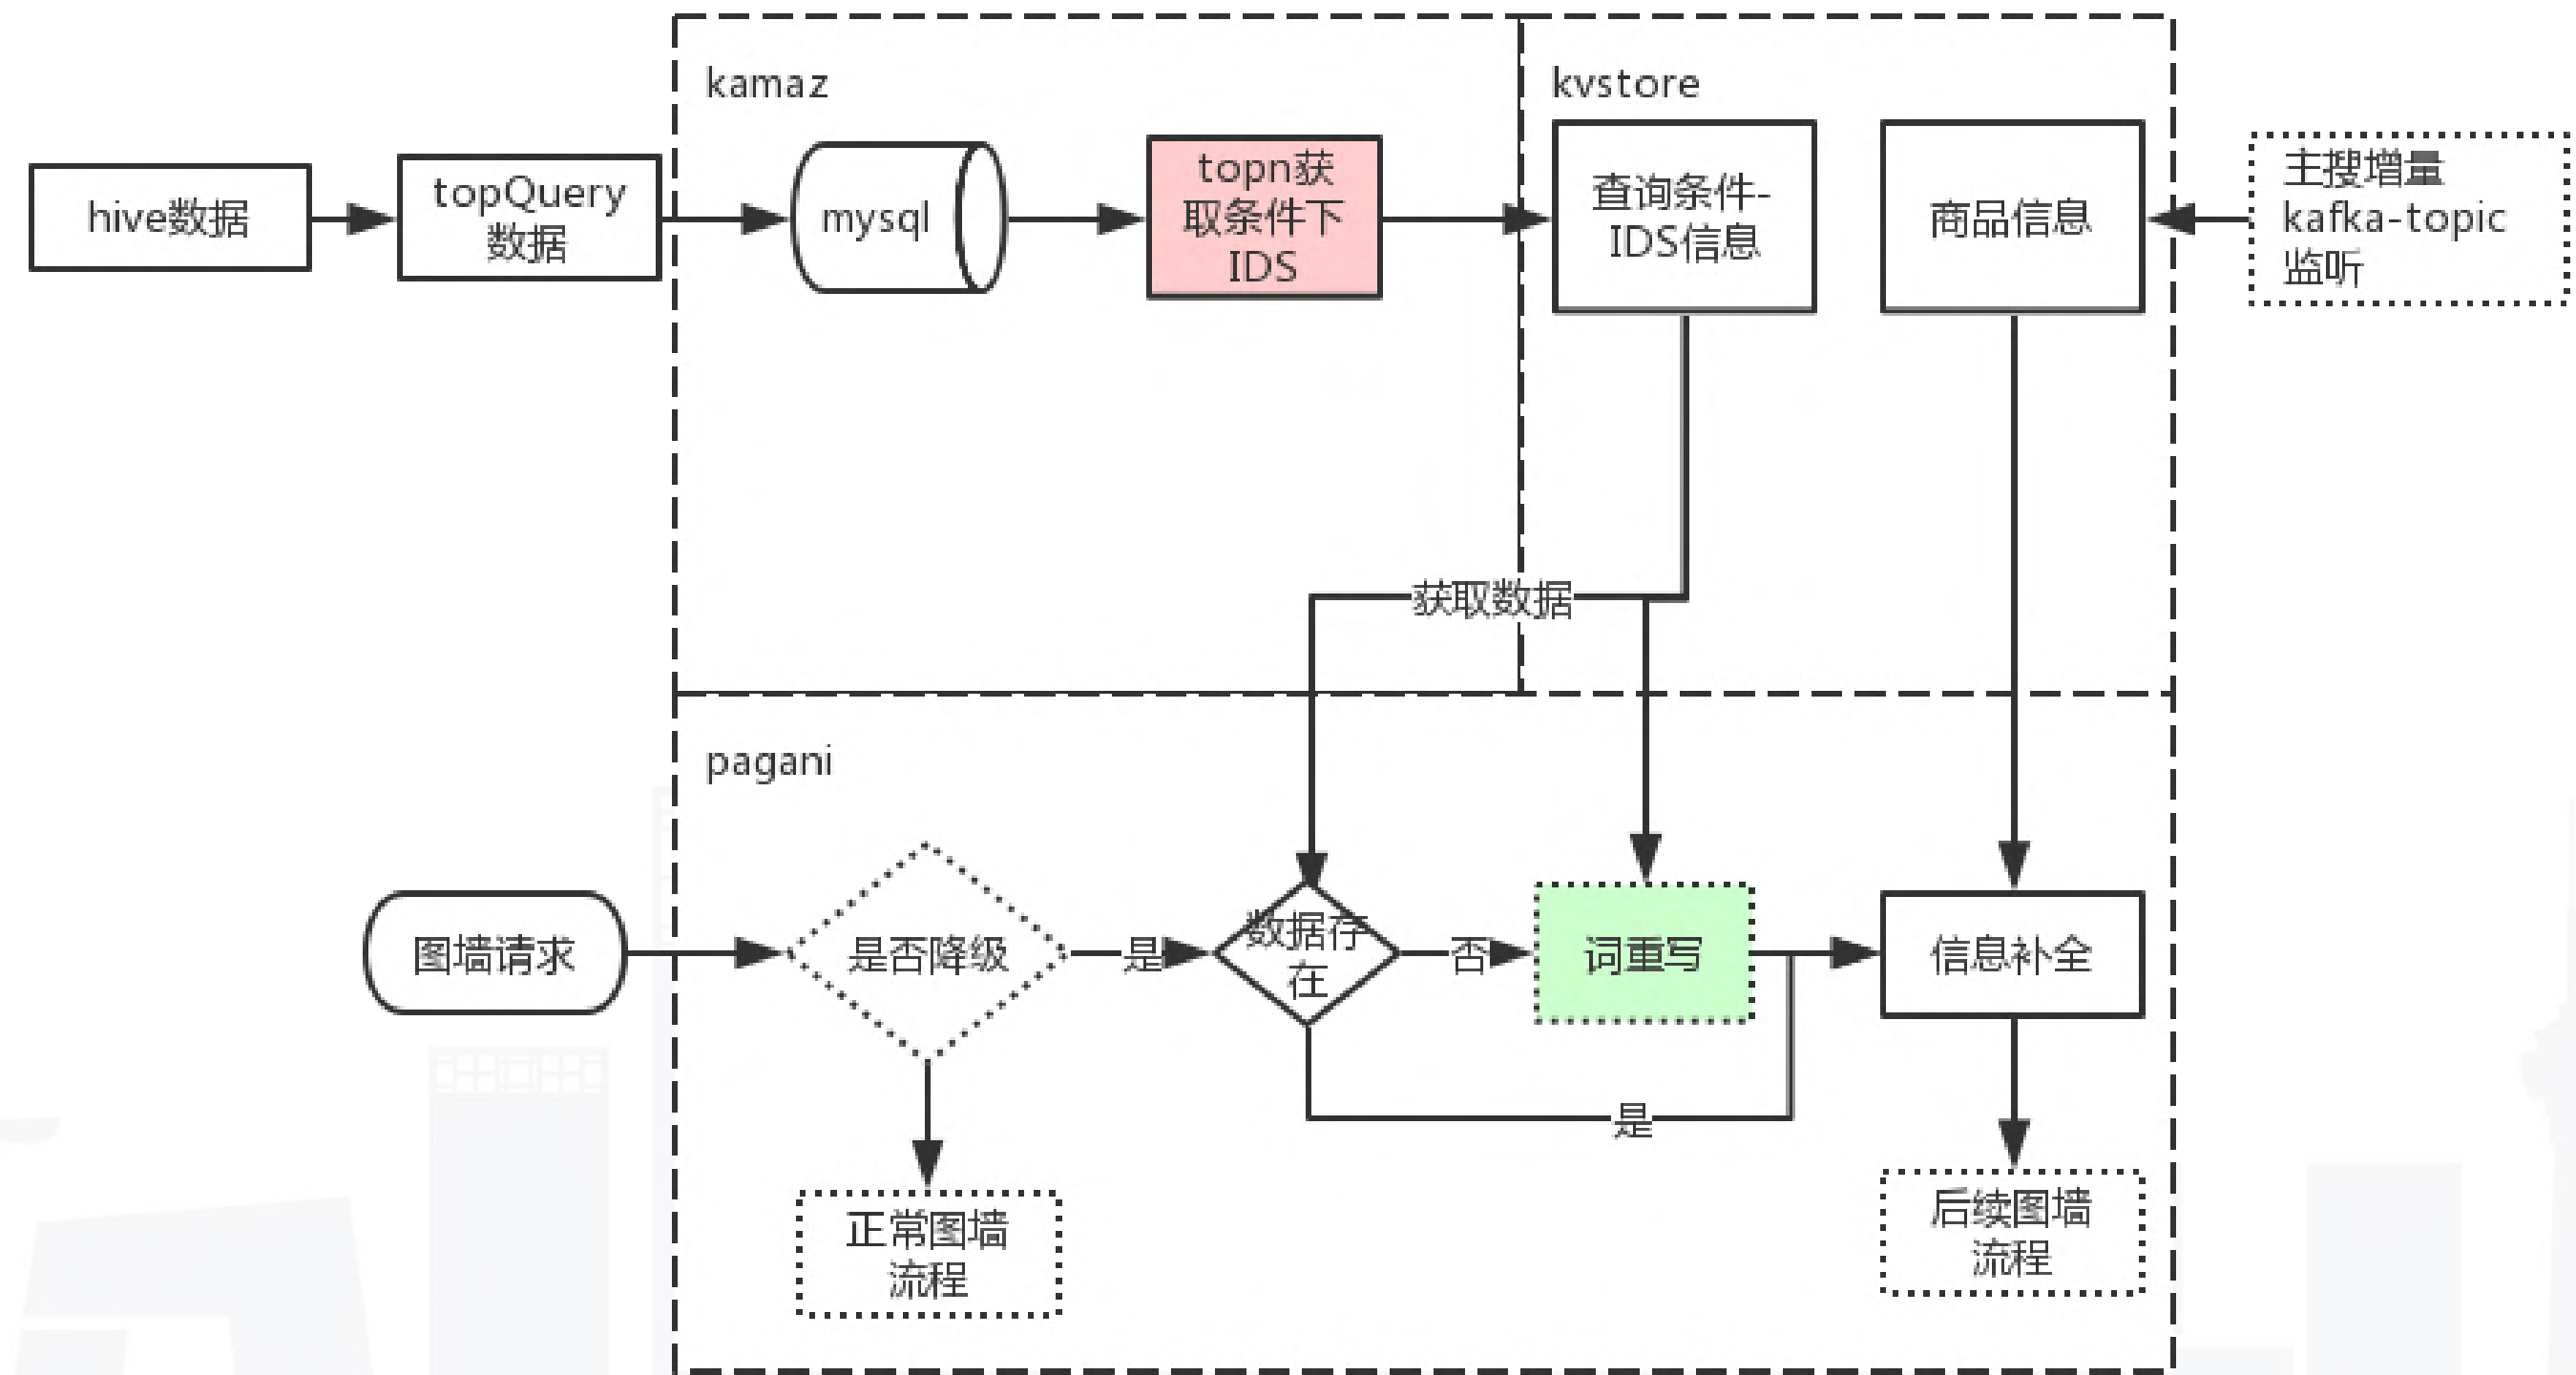 kamaz
kvstore
hive数据
topQuery
数据
mysql
topn获
取条件下
IDS
查询条件-
IDS信息
商品信息
主搜增量
kafka-topic
监听
获取数据
pagani
图墙请求
是否降级
是
数据存
在
否
词重写
信息补全
是
正常图墙
流程
后续图墙
流程